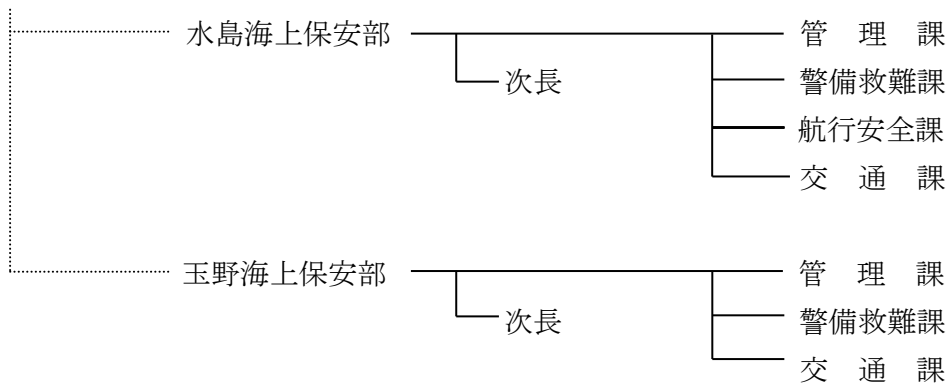 水島海上保安部 管理課
次長 警備救難課
航行安全課
交通課
玉野海上保安部 管理課
次長 警備救難課
交通課